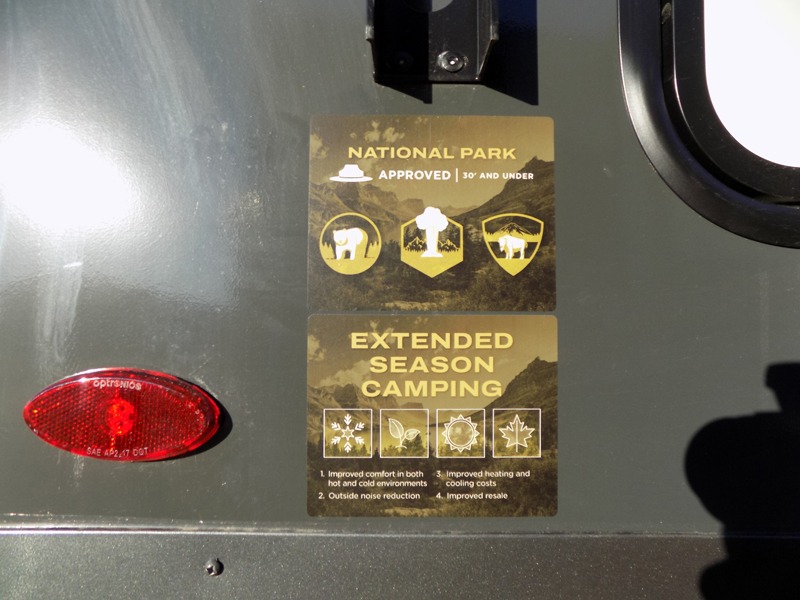 NATIONAL PARK
APPROVED | 30' AND UNDER
EXTENDED
SEASON
CAMPING
1. Improved comfort in both
hot and cold environments
2. Outside noise reduction
3. Improved heating and
cooling costs
4. Improved resale
optronics